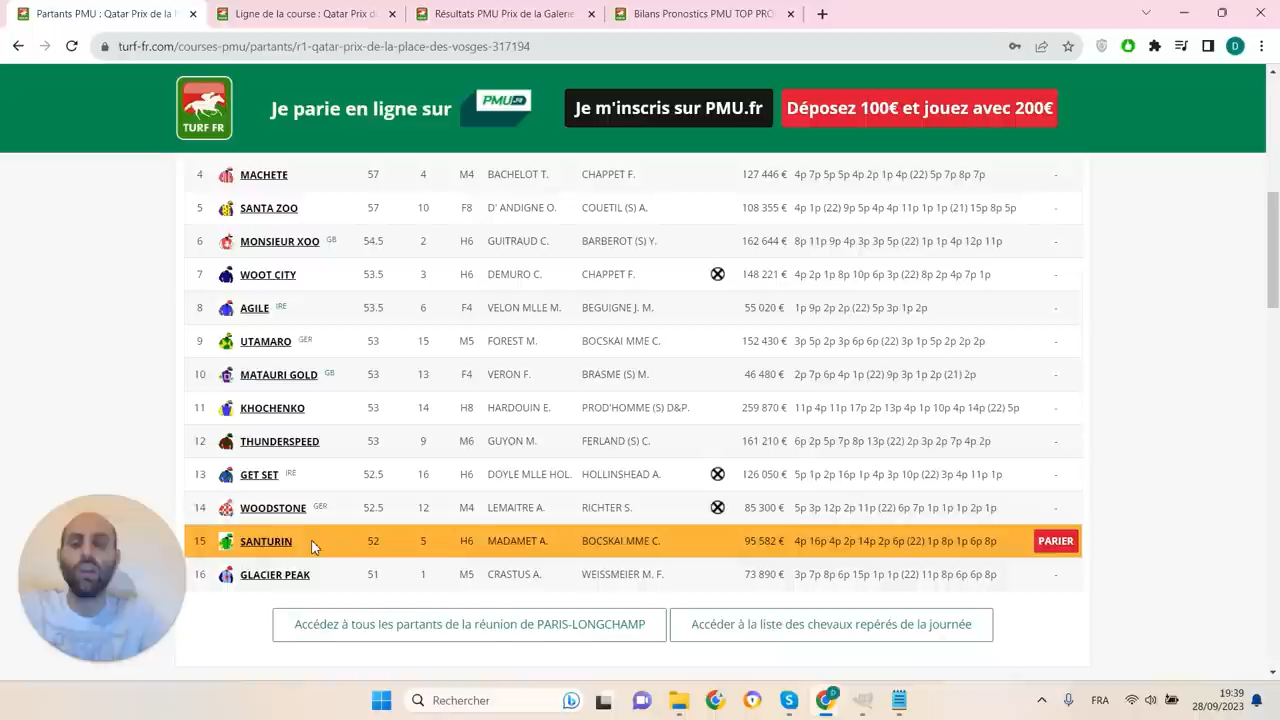 Partants PMU : Qatar Prix de la P
Ligne de la course : Qatar Prix d
Résultats PMU Prix de la Galerie
Bilans Pronostics PMU TOP PRO
turf-fr.com/courses-pmu/partants/r1-qatar-prix-de-la-place-des-vosges-317194
D
TURF FR
Je parie en ligne sur
PMU.fr
Je m'inscris sur PMU.fr
Déposez 100€ et jouez avec 200€
4 MACHETE 57 4 M4 BACHELOT T. CHAPPET F. 127 446 € 4p 7p 5p 5p 4p 2p 1p 4p (22) 5p 7p 8p 7p -
5 SANTA ZOO 57 10 F8 D' ANDIGNE O. COUETIL (S) A. 108 355 € 4p 1p (22) 9p 5p 4p 4p 11p 1p 1p (21) 15p 8p 5p -
6 MONSIEUR XOO GB 54.5 2 H6 GUITRAUD C. BARBEROT (S) Y. 162 644 € 8p 11p 9p 4p 3p 3p 5p (22) 1p 1p 4p 12p 11p -
7 WOOT CITY 53.5 3 H6 DEMURO C. CHAPPET F. 148 221 € 4p 2p 1p 8p 10p 6p 3p (22) 8p 2p 4p 7p 1p -
8 AGILE IRE 53.5 6 F4 VELON MLLE M. BEGUIGNE J. M. 55 020 € 1p 9p 2p 2p (22) 5p 3p 1p 2p -
9 UTAMARO GER 53 15 M5 FOREST M. BOCSKAI MME C. 152 430 € 3p 5p 2p 3p 6p 6p (22) 3p 1p 5p 2p 2p 2p -
10 MATAURI GOLD GB 53 13 F4 VERON F. BRASME (S) M. 46 480 € 2p 7p 6p 4p 1p (22) 9p 3p 1p 2p (21) 2p -
11 KHOCHENKO 53 14 H8 HARDOUIN E. PROD'HOMME (S) D&P. 259 870 € 11p 4p 11p 17p 2p 13p 4p 1p 10p 4p 14p (22) 5p -
12 THUNDERSPEED 53 9 M6 GUYON M. FERLAND (S) C. 161 210 € 6p 2p 5p 7p 8p 13p (22) 2p 3p 2p 7p 4p 2p -
13 GET SET IRE 52.5 16 H6 DOYLE MLLE HOL. HOLLINSHEAD A. 126 050 € 5p 1p 2p 16p 1p 4p 3p 10p (22) 3p 4p 11p 1p -
14 WOODSTONE GER 52.5 12 M4 LEMAITRE A. RICHTER S. 85 300 € 5p 3p 12p 2p 11p (22) 6p 7p 1p 1p 1p 2p 1p -
15 SANTURIN 52 5 H6 MADAMET A. BOCSKAI MME C. 95 582 € 4p 16p 4p 2p 14p 2p 6p (22) 1p 8p 1p 6p 8p PARIER
16 GLACIER PEAK 51 1 M5 CRASTUS A. WEISSMEIER M. F. 73 890 € 3p 7p 8p 6p 15p 1p 1p (22) 11p 8p 6p 6p 8p -
Accédez à tous les partants de la réunion de PARIS-LONGCHAMP
Accéder à la liste des chevaux repérés de la journée
Rechercher
FRA
19:39
28/09/2023